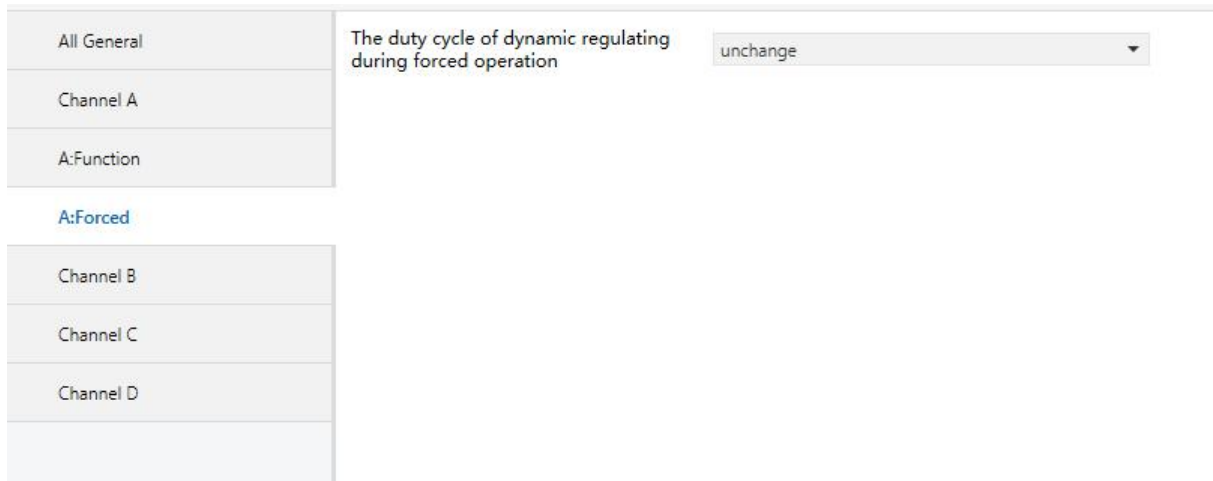 All General
The duty cycle of dynamic regulating
during forced operation
unchange
Channel A
A:Function
A:Forced
Channel B
Channel C
Channel D